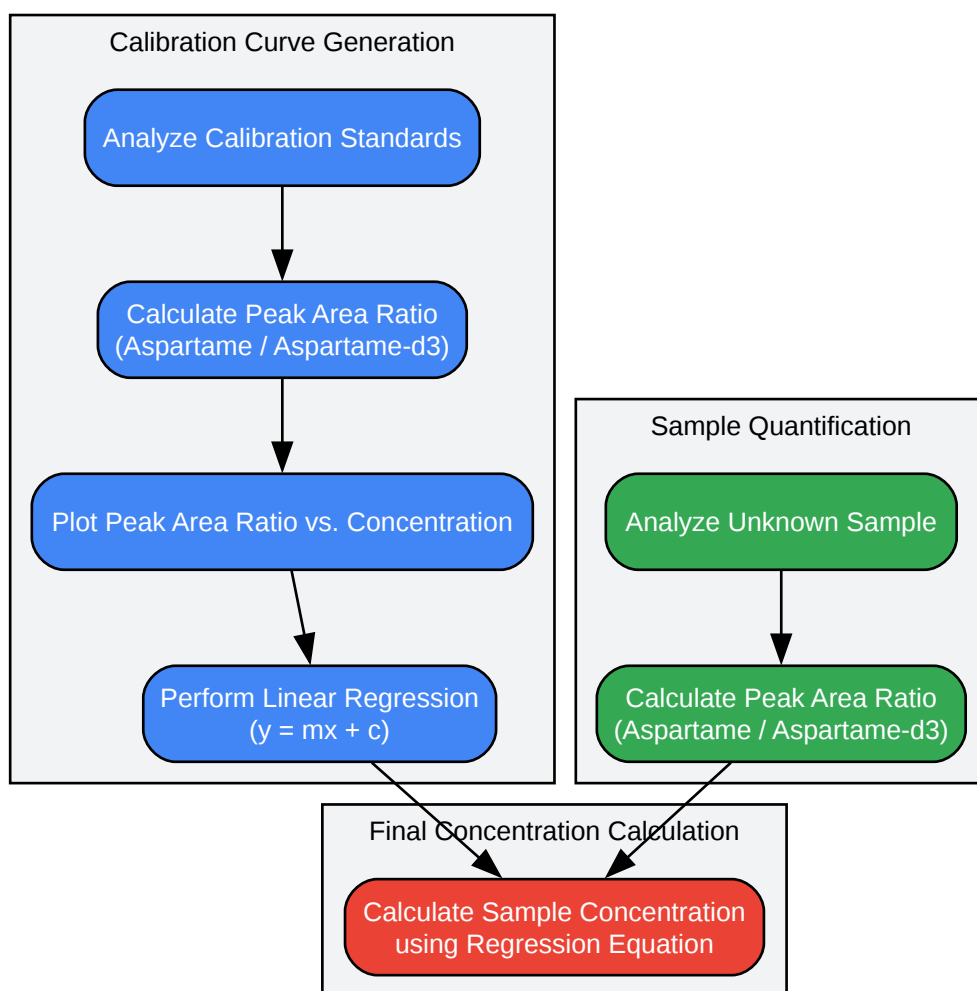 Calibration Curve Generation
Analyze Calibration Standards
Calculate Peak Area Ratio
(Aspartame / Aspartame-d3)
Plot Peak Area Ratio vs. Concentration
Perform Linear Regression
(y = mx + c)
Sample Quantification
Analyze Unknown Sample
Calculate Peak Area Ratio
(Aspartame / Aspartame-d3)
Final Concentration Calculation
Calculate Sample Concentration
using Regression Equation